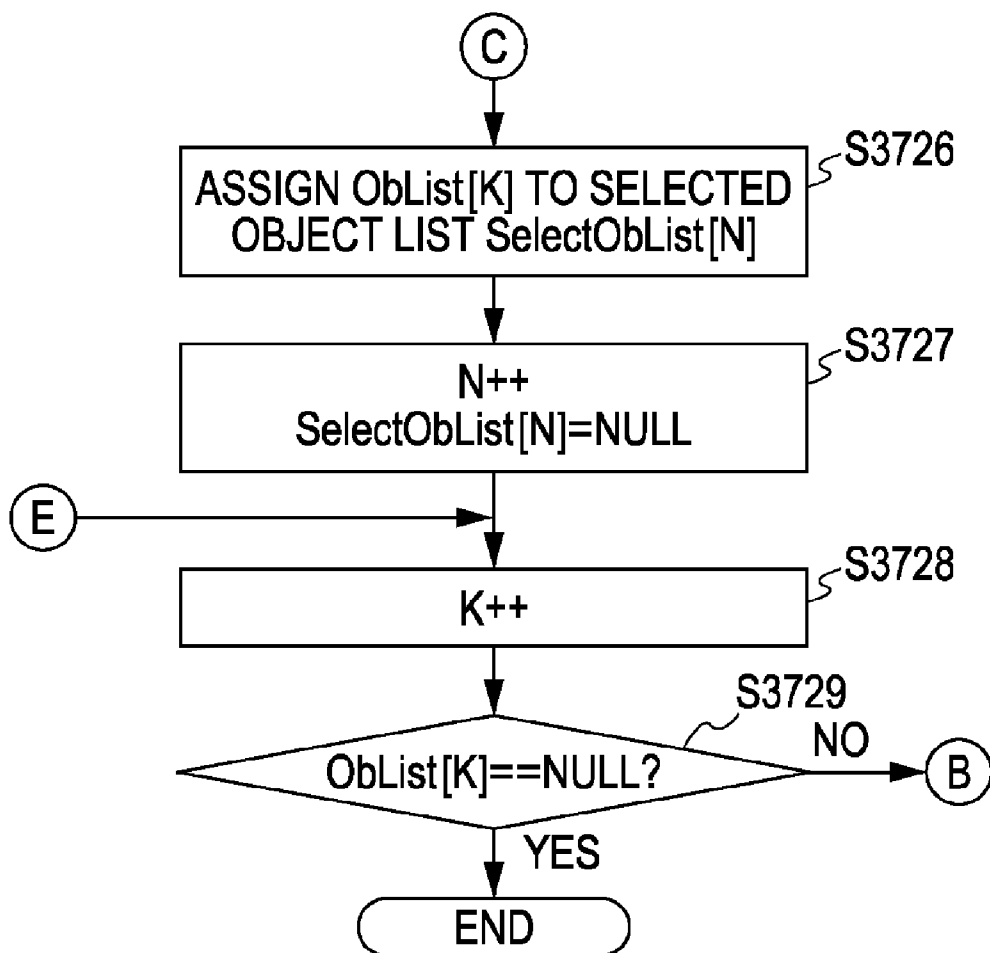 C
S3726
ASSIGN ObList[K] TO SELECTED
OBJECT LIST SelectObList[N]
S3727
N++
SelectObList[N]=NULL
E
S3728
K++
S3729
ObList[K]==NULL?
NO
B
YES
END